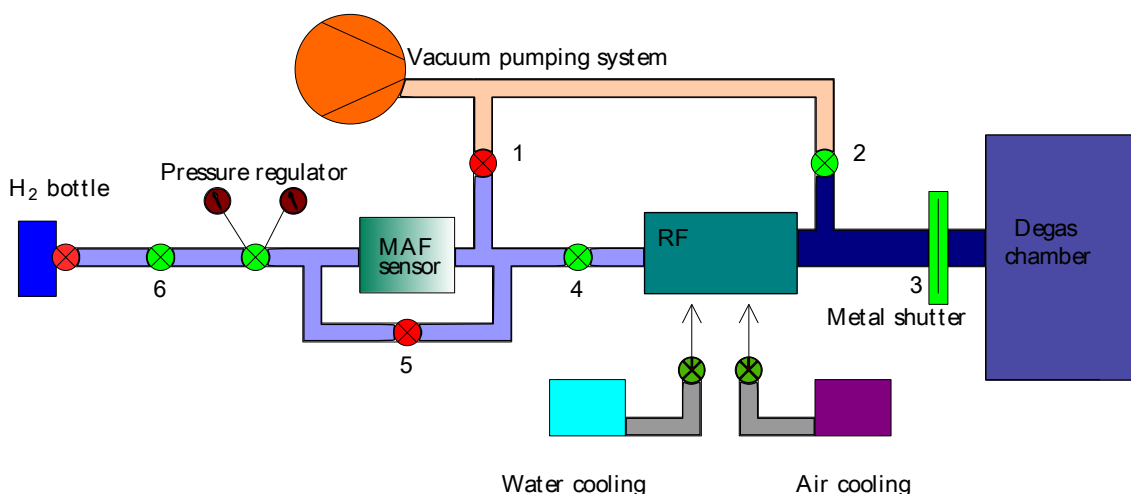 Vacuum pumping system
1
2
Pressure regulator
H₂ bottle
RF
MAF
sensor
Degas
chamber
6
4
3
Metal shutter
5
Water cooling
Air cooling